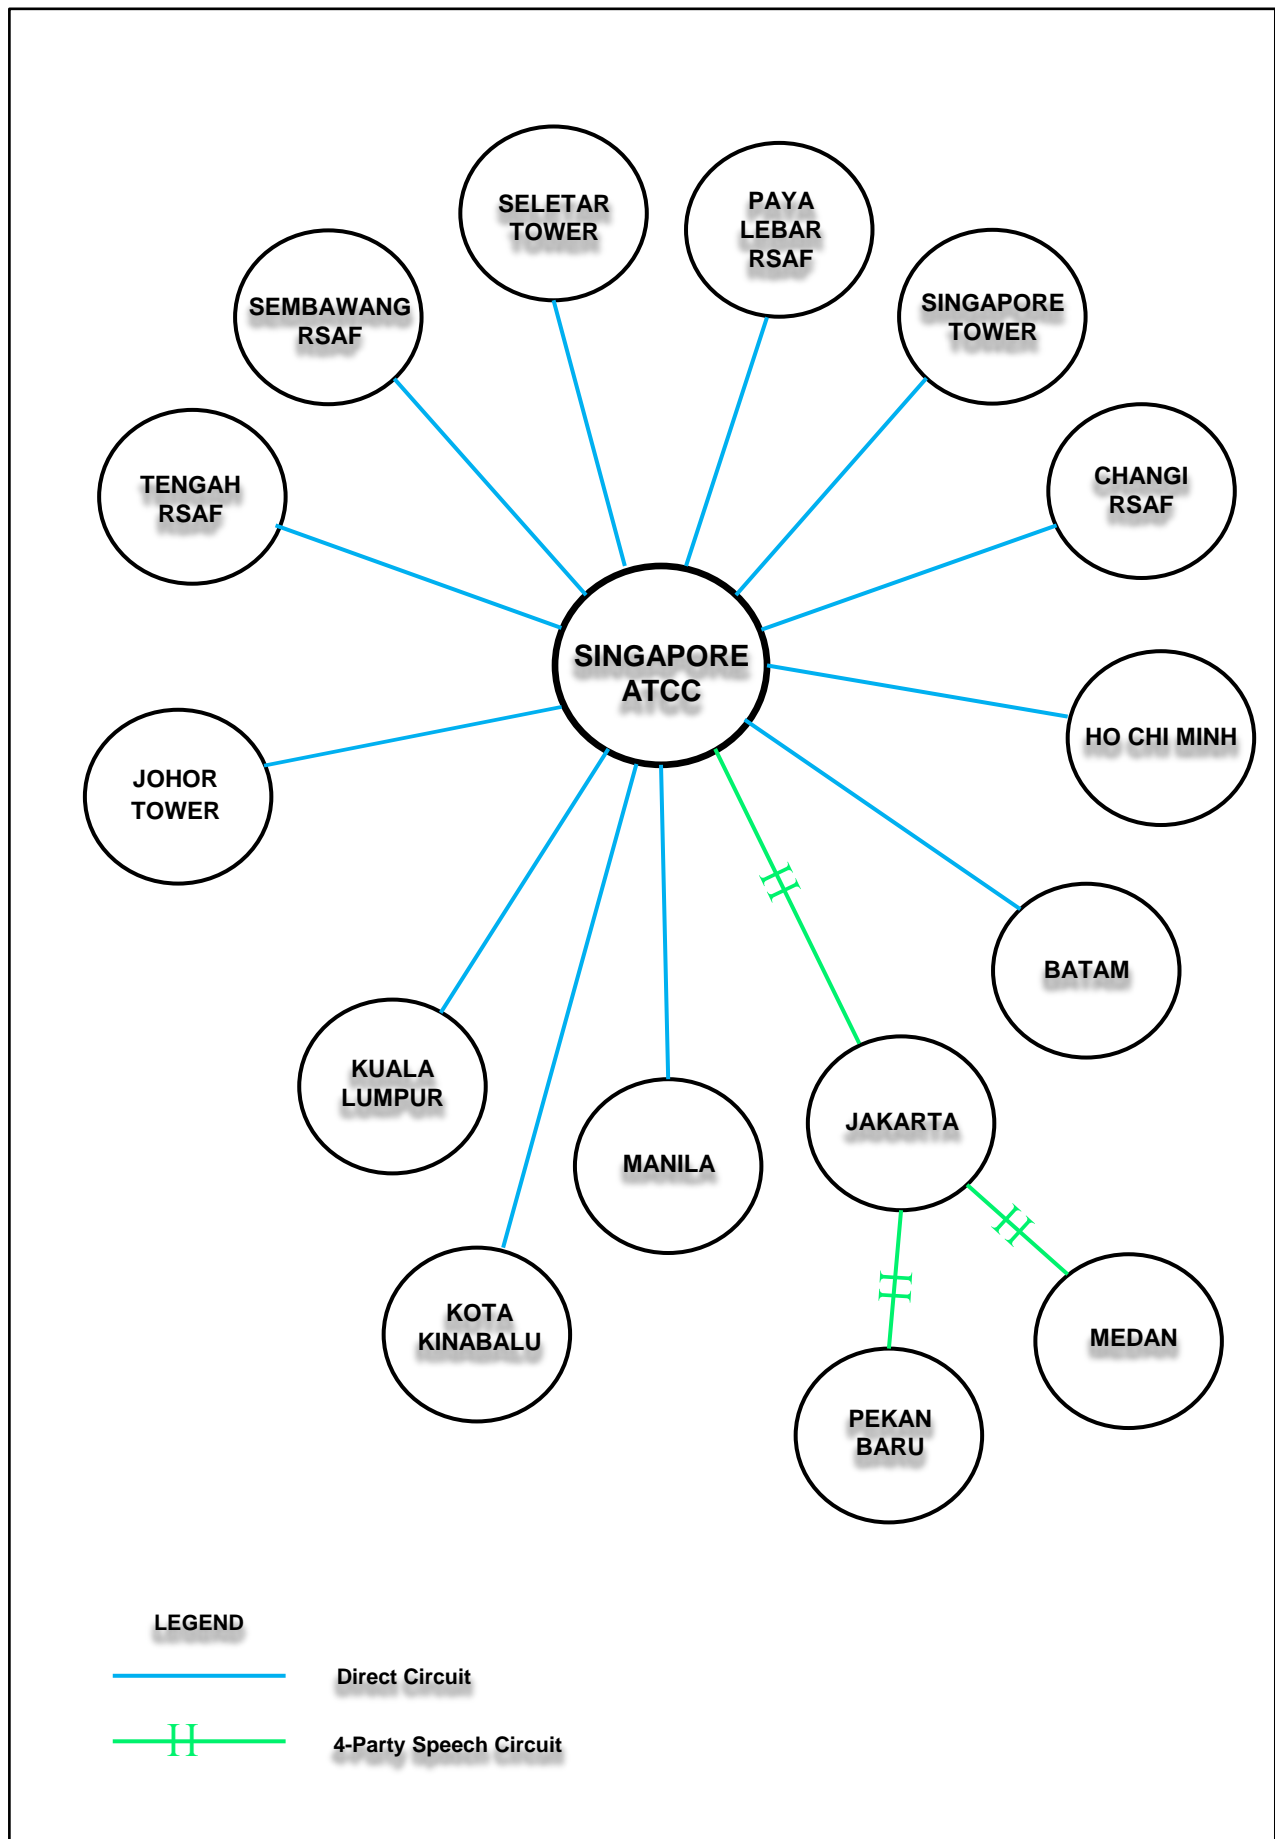 SELETAR
TOWER
PAYA
LEBAR
RSAF
SEMBAWANG
RSAF
SINGAPORE
TOWER
TENGAH
RSAF
CHANGI
RSAF
SINGAPORE
ATCC
HO CHI MINH
JOHOR
TOWER
BATAM
KUALA
LUMPUR
JAKARTA
MANILA
KOTA
KINABALU
MEDAN
PEKAN
BARU
LEGEND
Direct Circuit
H
4-Party Speech Circuit